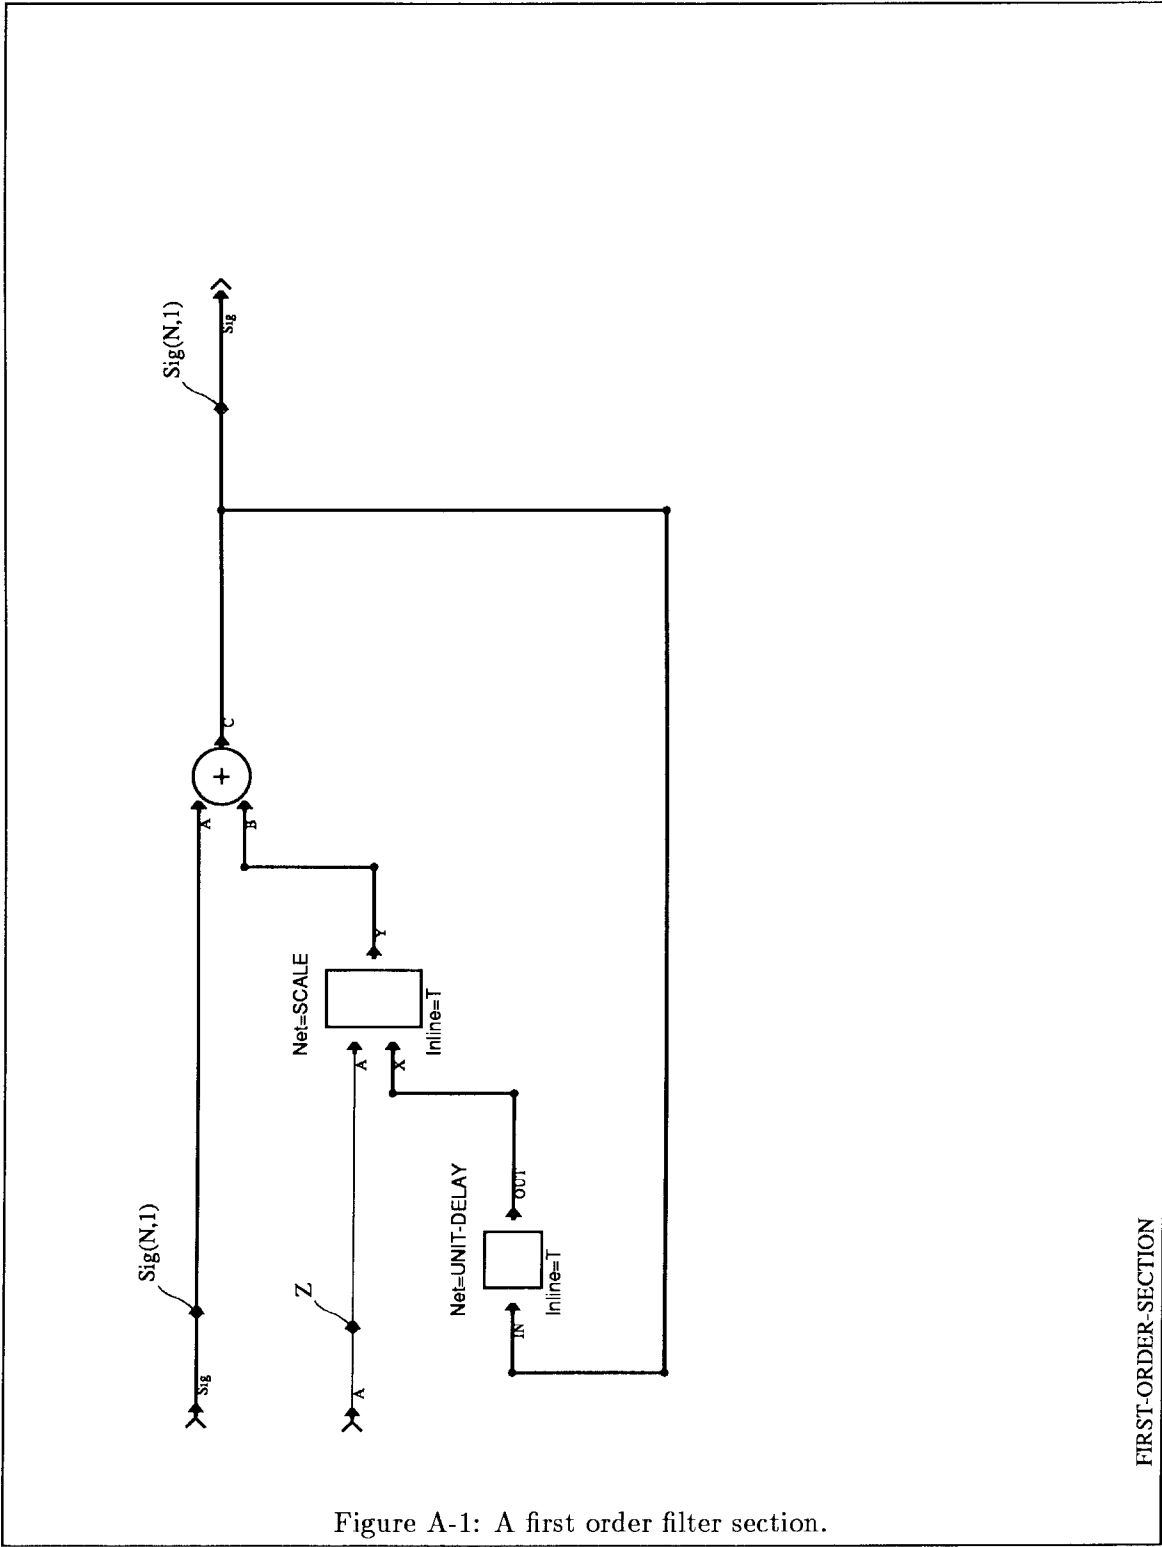 Sig(N,1)
Sig
Sig(N,1)
Sig
A
+
C
B
Net=SCALE
Y
Inline=T
A
X
Z
A
Net=UNIT-DELAY
OUT
Inline=T
IN
FIRST-ORDER-SECTION
Figure A-1: A first order filter section.